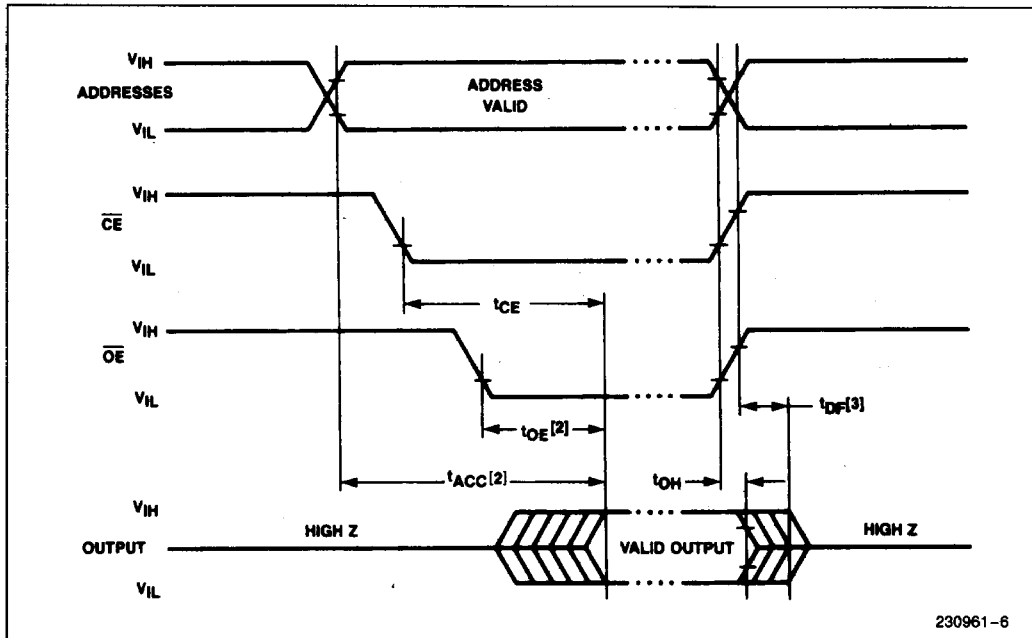 VIH
ADDRESSES
ADDRESS
VALID
VIL
VIH
CE
VIL
tCE
VIH
OE
VIL
tDF[3]
tOE[2]
tACC[2]
tOH
VIH
HIGH Z
OUTPUT
VALID OUTPUT
HIGH Z
VIL
230961-6